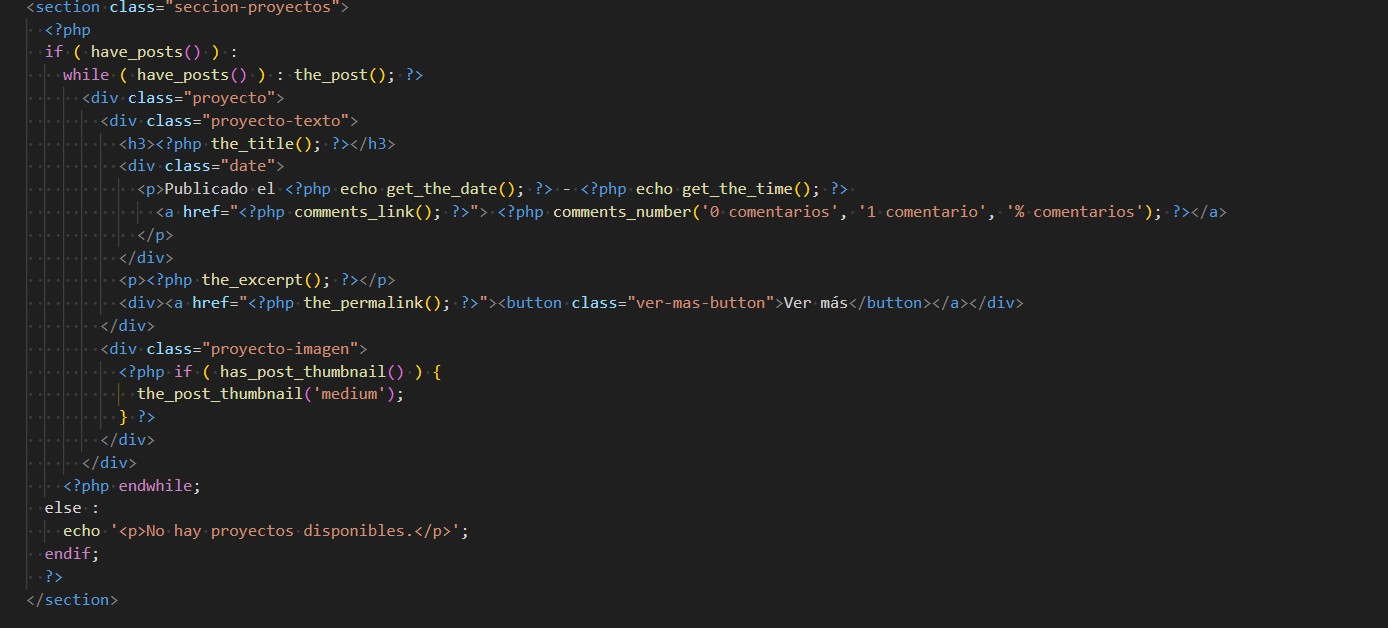 <section class="seccion-proyectos">
<?php
if ( have_posts() ) :
while ( have_posts() ) : the_post(); ?>
<div class="proyecto">
<div class="proyecto-texto">
<h3><?php the_title(); ?></h3>
<div class="date">
<p>Publicado el <?php echo get_the_date(); ?> - <?php echo get_the_time(); ?>
<a href="<?php comments_link(); ?>"> <?php comments_number('0 comentarios', '1 comentario', '% comentarios'); ?></a>
</p>
</div>
<p><?php the_excerpt(); ?></p>
<div><a href="<?php the_permalink(); ?>"><button class="ver-mas-button">Ver más</button></a></div>
</div>
<div class="proyecto-imagen">
<?php if ( has_post_thumbnail() ) {
the_post_thumbnail('medium');
} ?>
</div>
</div>
<?php endwhile;
else :
echo '<p>No hay proyectos disponibles.</p>';
endif;
?>
</section>